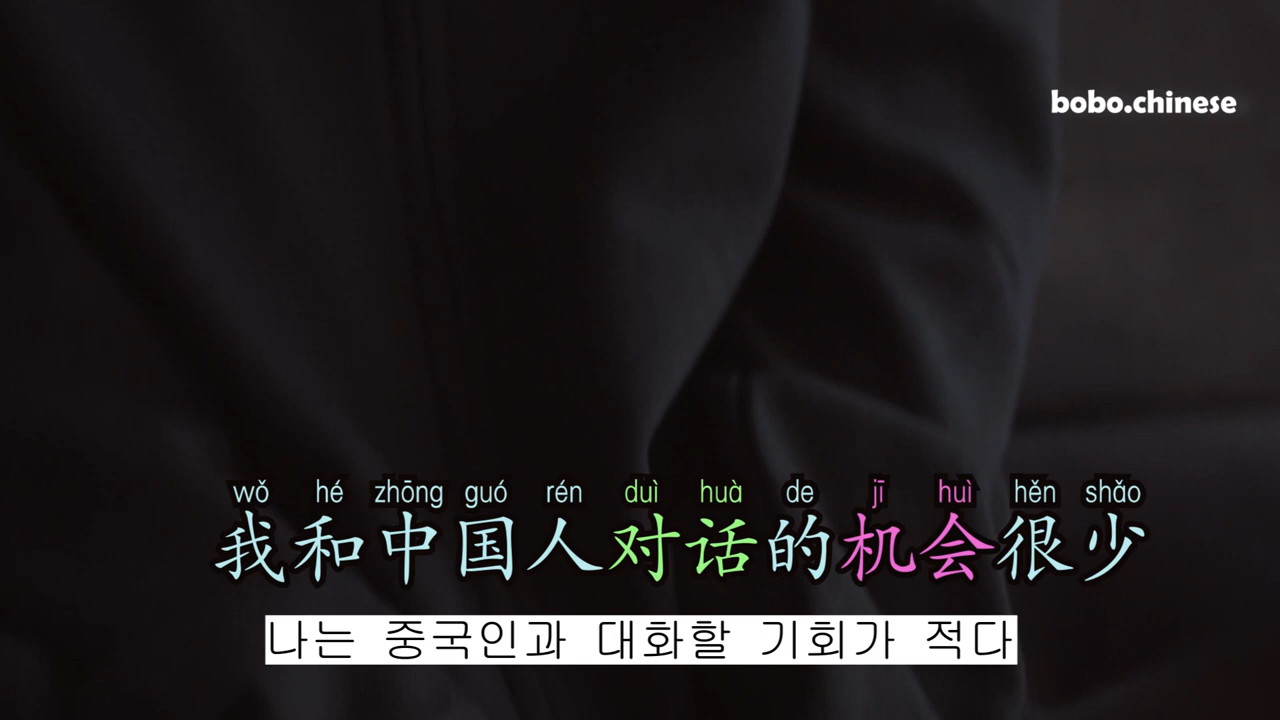 bobo.chinese
wǒ hé zhōng guó rén duì huà de jī huì hěn shǎo
我和中国人对话的机会很少
나는 중국인과 대화할 기회가 적다